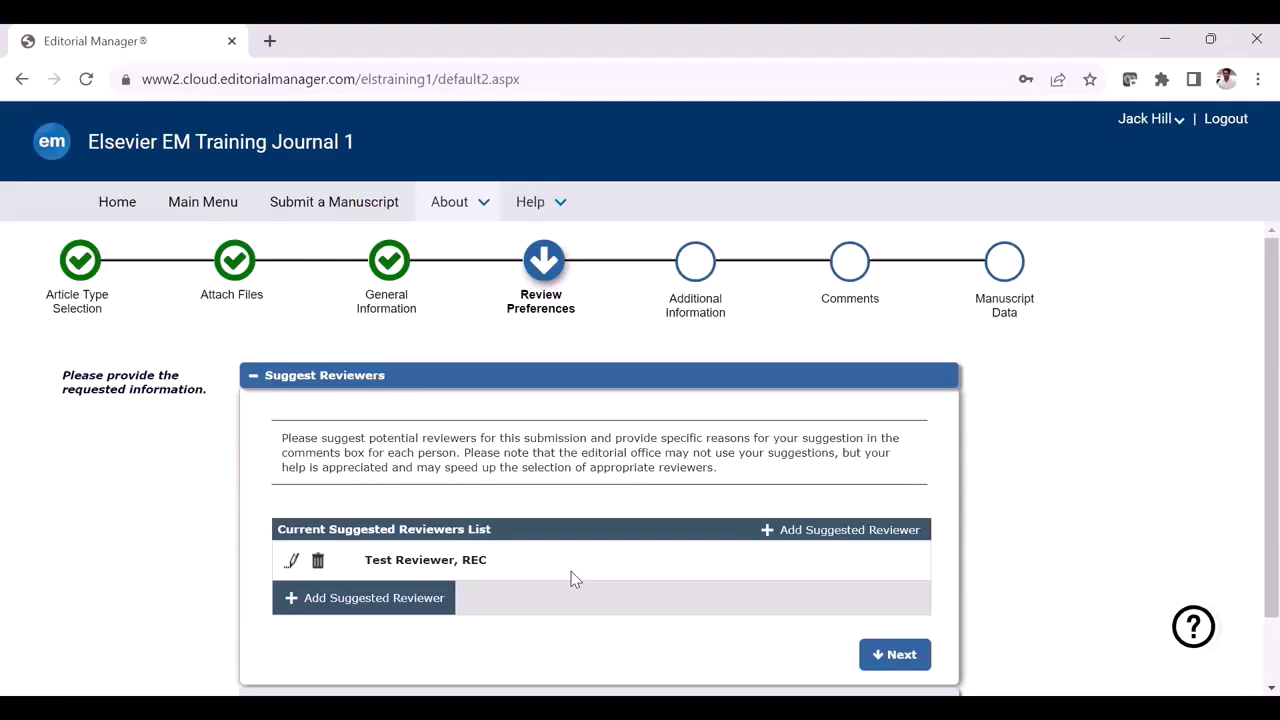 Editorial Manager®
www2.cloud.editorialmanager.com/elstraining1/default2.aspx
Jack Hill | Logout
em Elsevier EM Training Journal 1
Home Main Menu Submit a Manuscript About Help
Article Type
Selection
Attach Files
General
Information
Review
Preferences
Additional
Information
Comments
Manuscript
Data
Please provide the
requested information.
Suggest Reviewers
Please suggest potential reviewers for this submission and provide specific reasons for your suggestion in the
comments box for each person. Please note that the editorial office may not use your suggestions, but your
help is appreciated and may speed up the selection of appropriate reviewers.
Current Suggested Reviewers List + Add Suggested Reviewer
Test Reviewer, REC
+ Add Suggested Reviewer
Next
?